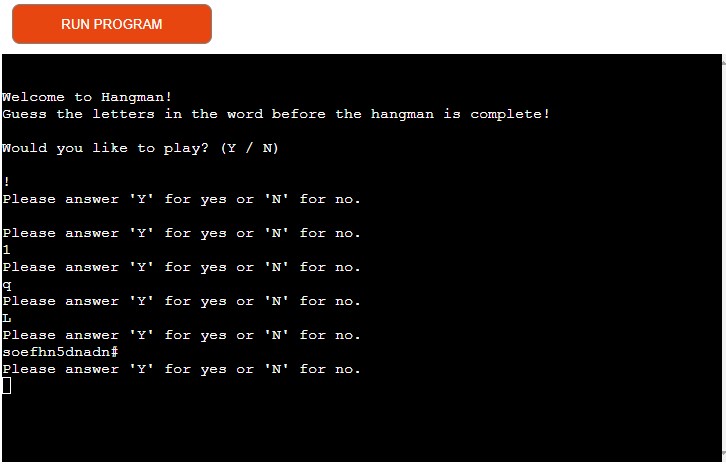 RUN PROGRAM
Welcome to Hangman!
Guess the letters in the word before the hangman is complete!
Would you like to play? (Y / N)
!
Please answer 'Y' for yes or 'N' for no.
Please answer 'Y' for yes or 'N' for no.
1
Please answer 'Y' for yes or 'N' for no.
q
Please answer 'Y' for yes or 'N' for no.
L
Please answer 'Y' for yes or 'N' for no.
soefhn5dnadn#
Please answer 'Y' for yes or 'N' for no.